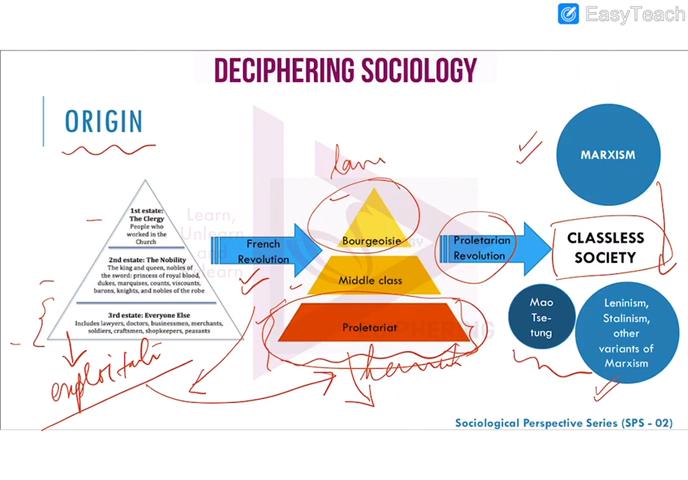 EasyTeach
DECIPHERING SOCIOLOGY
ORIGIN
1st estate:
The Clergy
People who
worked in the
Church
2nd estate: The Nobility
The king and queen, nobles of
the sword: princes of royal blood,
dukes, marquises, counts, viscounts,
barons, knights, and nobles of the robe
3rd estate: Everyone Else
Includes lawyers, doctors, businessmen, merchants,
soldiers, craftsmen, shopkeepers, peasants
Learn,
Unlearn
and
French
Revolution
Bourgeoisie
Middle class
Proletariat
Proletarian
Revolution
MARXISM
CLASSLESS
SOCIETY
Mao
Tse-
tung
Leninism,
Stalinism,
other
variants of
Marxism
Sociological Perspective Series (SPS - 02)